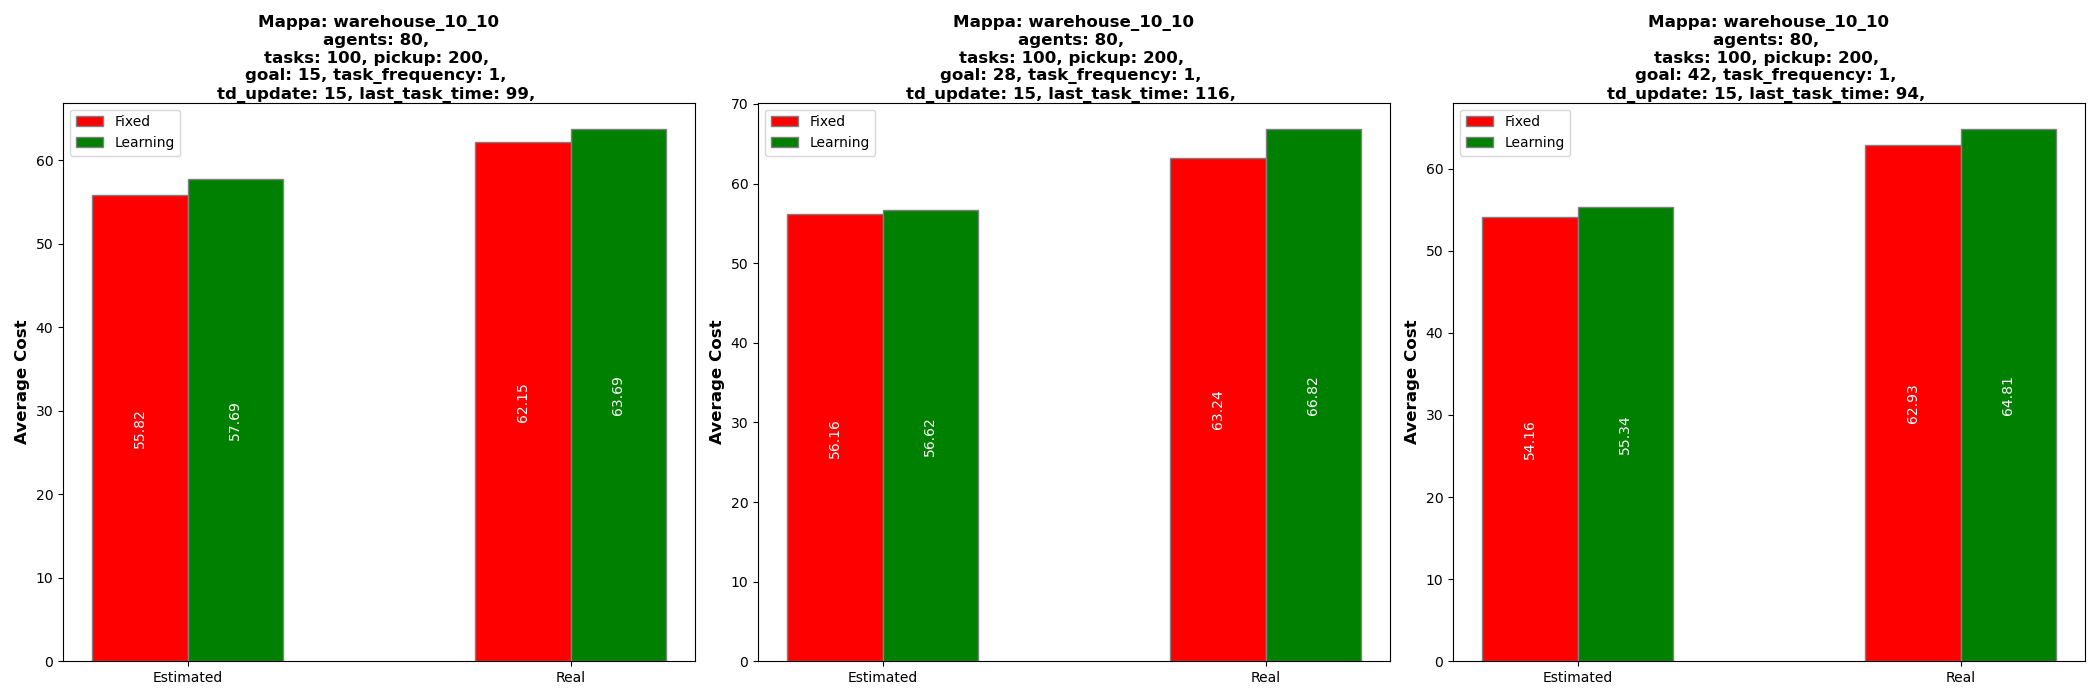 Mappa: warehouse_10_10
agents: 80,
tasks: 100, pickup: 200,
goal: 15, task_frequency: 1,
td_update: 15, last_task_time: 99,
Fixed
Learning
60
50
40
30
20
10
0
Average Cost
55.82
57.69
62.15
63.69
Estimated
Real
Mappa: warehouse_10_10
agents: 80,
tasks: 100, pickup: 200,
goal: 28, task_frequency: 1,
td_update: 15, last_task_time: 116,
Fixed
Learning
70
60
50
40
30
20
10
0
Average Cost
56.16
56.62
63.24
66.82
Estimated
Real
Mappa: warehouse_10_10
agents: 80,
tasks: 100, pickup: 200,
goal: 42, task_frequency: 1,
td_update: 15, last_task_time: 94,
Fixed
Learning
60
50
40
30
20
10
0
Average Cost
54.16
55.34
62.93
64.81
Estimated
Real